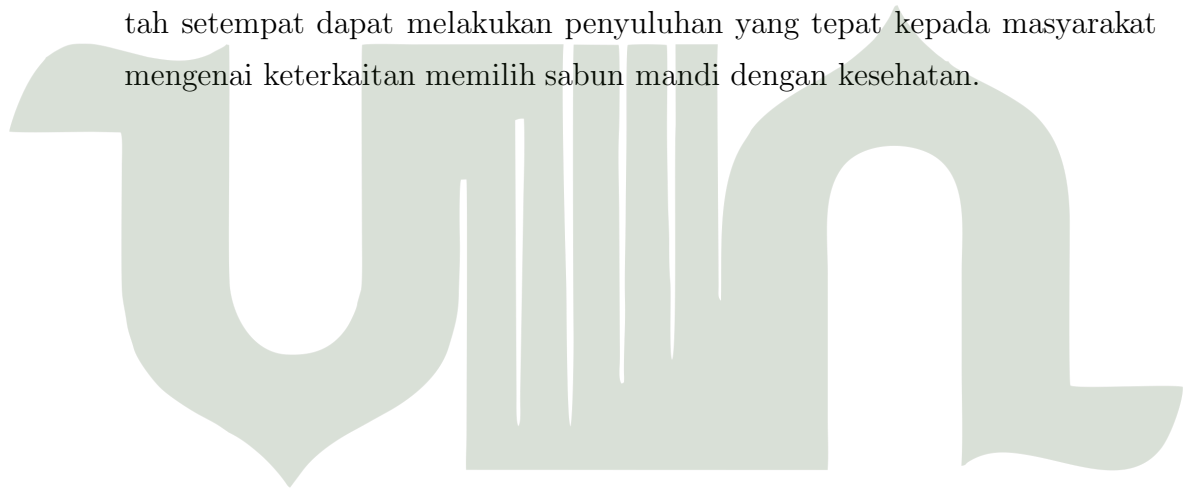 tah setempat dapat melakukan penyuluhan yang tepat kepada masyarakat
mengenai keterkaitan memilih sabun mandi dengan kesehatan.